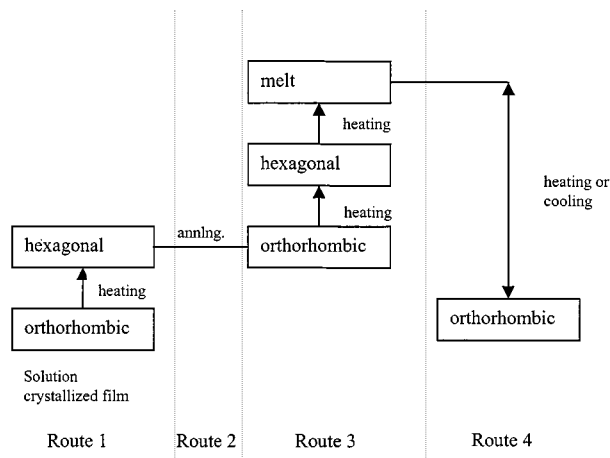 melt
heating
hexagonal
heating
heating or
cooling
annlng.
hexagonal
orthorhombic
heating
orthorhombic
orthorhombic
Solution
crystallized film
Route 1
Route 2
Route 3
Route 4